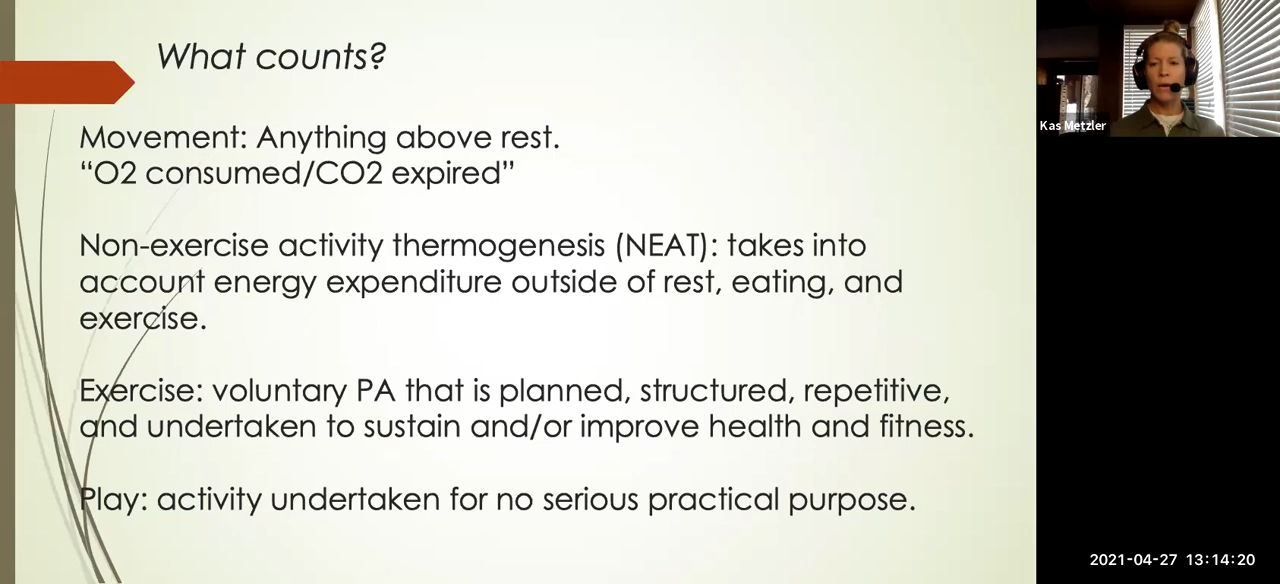 What counts?
Movement: Anything above rest.
“O2 consumed/CO2 expired”
Non-exercise activity thermogenesis (NEAT): takes into
account energy expenditure outside of rest, eating, and
exercise.
Exercise: voluntary PA that is planned, structured, repetitive,
and undertaken to sustain and/or improve health and fitness.
Play: activity undertaken for no serious practical purpose.
Kas Metzler
2021-04-27 13:14:20